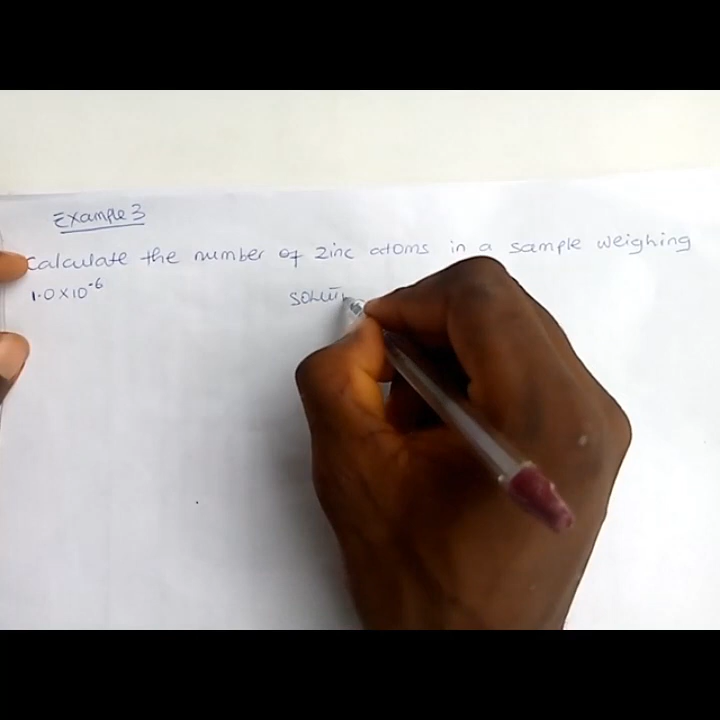 Example 3
Calculate the number of zinc atoms in a sample weighing
1.0 × 10⁻⁶